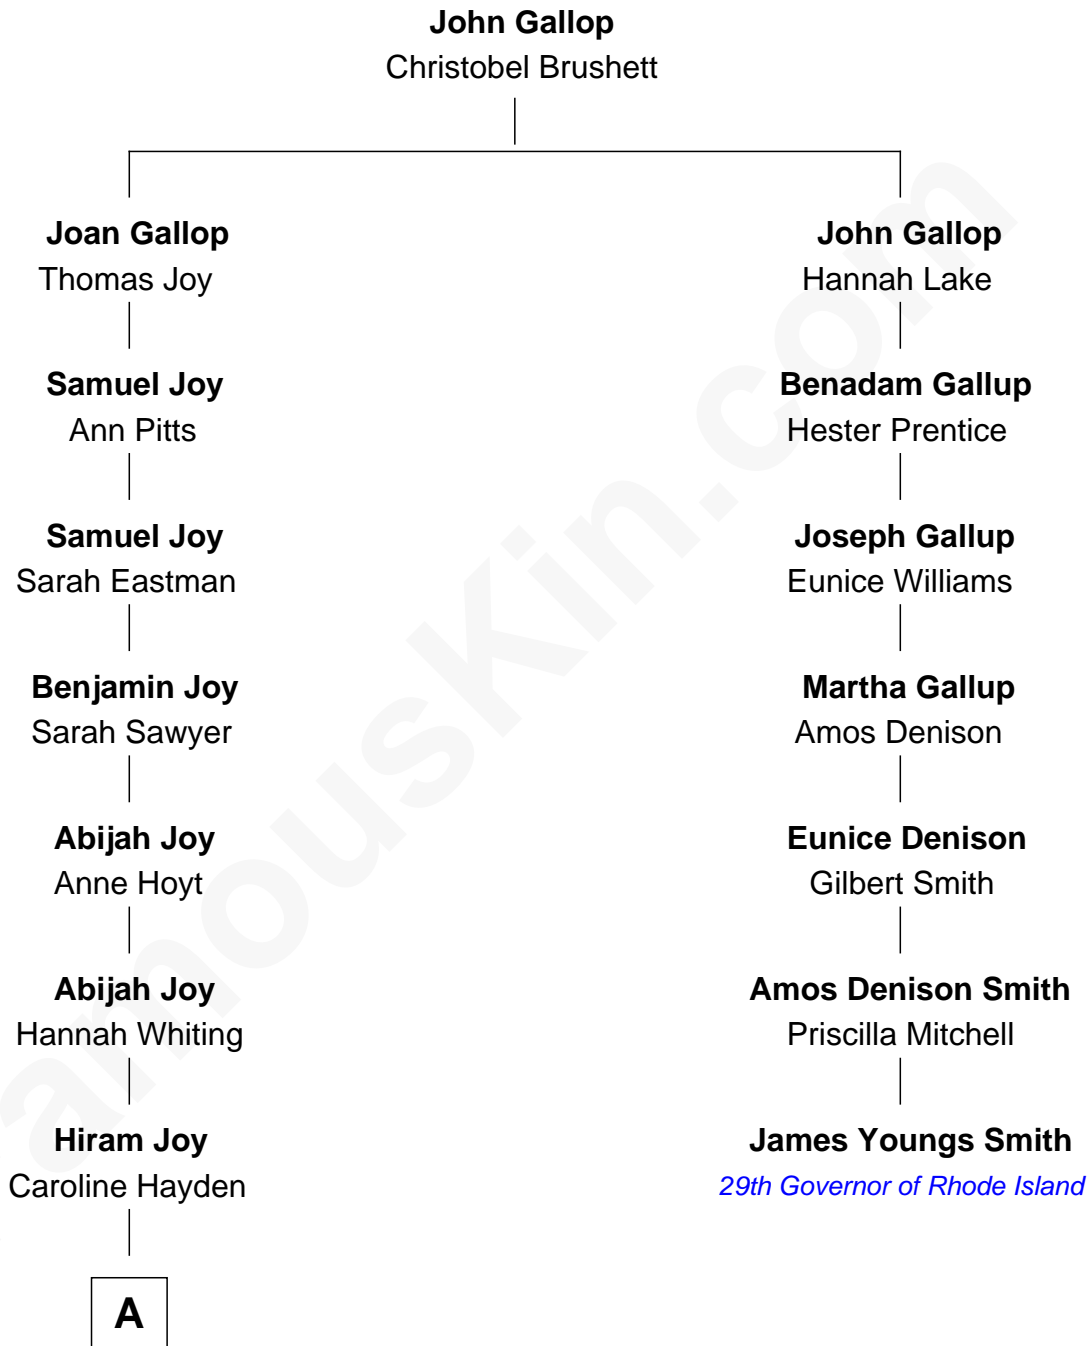 John Gallop
Christobel Brushett
Joan Gallop
Thomas Joy
John Gallop
Hannah Lake
Samuel Joy
Ann Pitts
Benadam Gallup
Hester Prentice
Samuel Joy
Sarah Eastman
Joseph Gallup
Eunice Williams
Benjamin Joy
Sarah Sawyer
Martha Gallup
Amos Denison
Abijah Joy
Anne Hoyt
Eunice Denison
Gilbert Smith
Abijah Joy
Hannah Whiting
Amos Denison Smith
Priscilla Mitchell
Hiram Joy
Caroline Hayden
James Youngs Smith
29th Governor of Rhode Island
A
amouskin.com